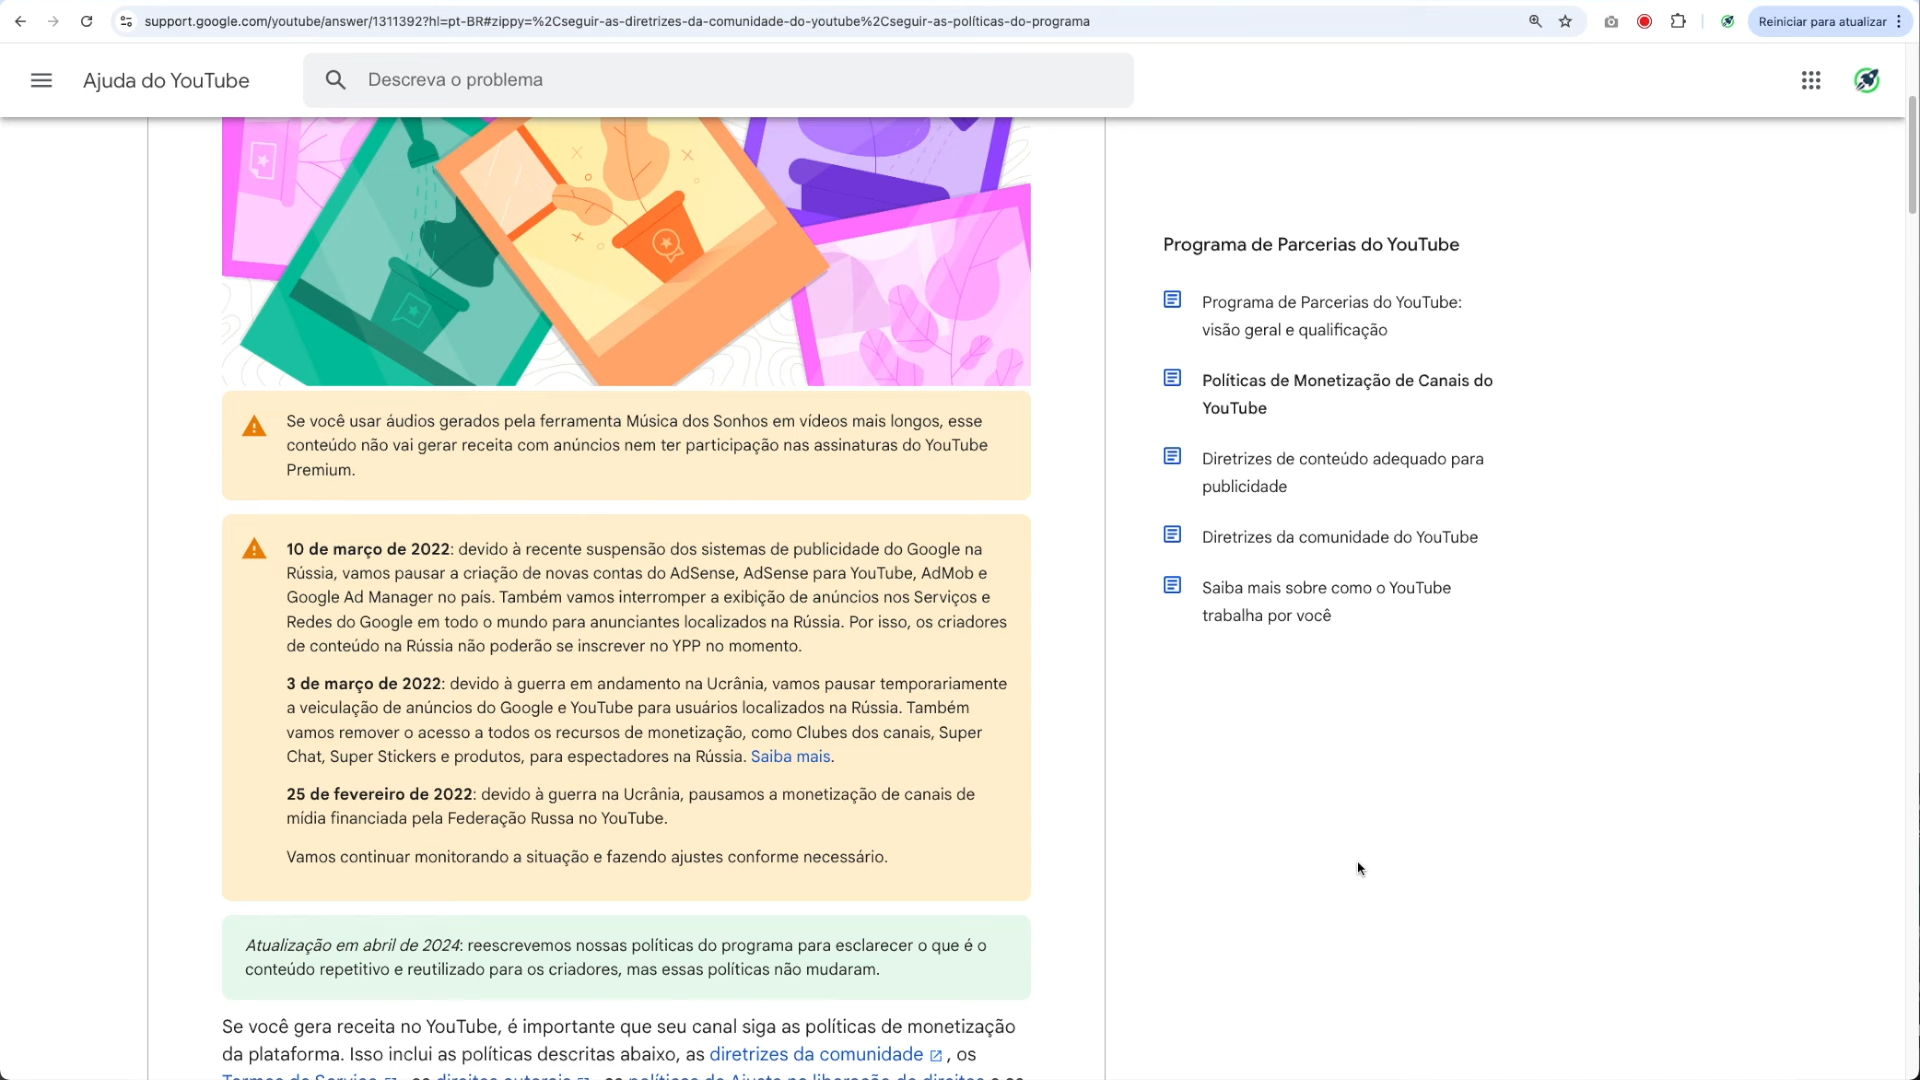 support.google.com/youtube/answer/1311392?hl=pt-BR#zippy=%2Cseguir-as-diretrizes-da-comunidade-do-youtube%2Cseguir-as-políticas-do-programa
Reiniciar para atualizar
Ajuda do YouTube
Descreva o problema
Se você usar áudios gerados pela ferramenta Música dos Sonhos em vídeos mais longos, esse
conteúdo não vai gerar receita com anúncios nem ter participação nas assinaturas do YouTube
Premium.
10 de março de 2022: devido à recente suspensão dos sistemas de publicidade do Google na
Rússia, vamos pausar a criação de novas contas do AdSense, AdSense para YouTube, AdMob e
Google Ad Manager no país. Também vamos interromper a exibição de anúncios nos Serviços e
Redes do Google em todo o mundo para anunciantes localizados na Rússia. Por isso, os criadores
de conteúdo na Rússia não poderão se inscrever no YPP no momento.
3 de março de 2022: devido à guerra em andamento na Ucrânia, vamos pausar temporariamente
a veiculação de anúncios do Google e YouTube para usuários localizados na Rússia. Também
vamos remover o acesso a todos os recursos de monetização, como Clubes dos canais, Super
Chat, Super Stickers e produtos, para espectadores na Rússia. Saiba mais.
25 de fevereiro de 2022: devido à guerra na Ucrânia, pausamos a monetização de canais de
mídia financiada pela Federação Russa no YouTube.
Vamos continuar monitorando a situação e fazendo ajustes conforme necessário.
Atualização em abril de 2024: reescrevemos nossas políticas do programa para esclarecer o que é o
conteúdo repetitivo e reutilizado para os criadores, mas essas políticas não mudaram.
Se você gera receita no YouTube, é importante que seu canal siga as políticas de monetização
da plataforma. Isso inclui as políticas descritas abaixo, as diretrizes da comunidade , os
Termos de Serviço , os direitos autorais , as políticas do Ajuste na liberação de direitos e as
Programa de Parcerias do YouTube
Programa de Parcerias do YouTube:
visão geral e qualificação
Políticas de Monetização de Canais do
YouTube
Diretrizes de conteúdo adequado para
publicidade
Diretrizes da comunidade do YouTube
Saiba mais sobre como o YouTube
trabalha por você